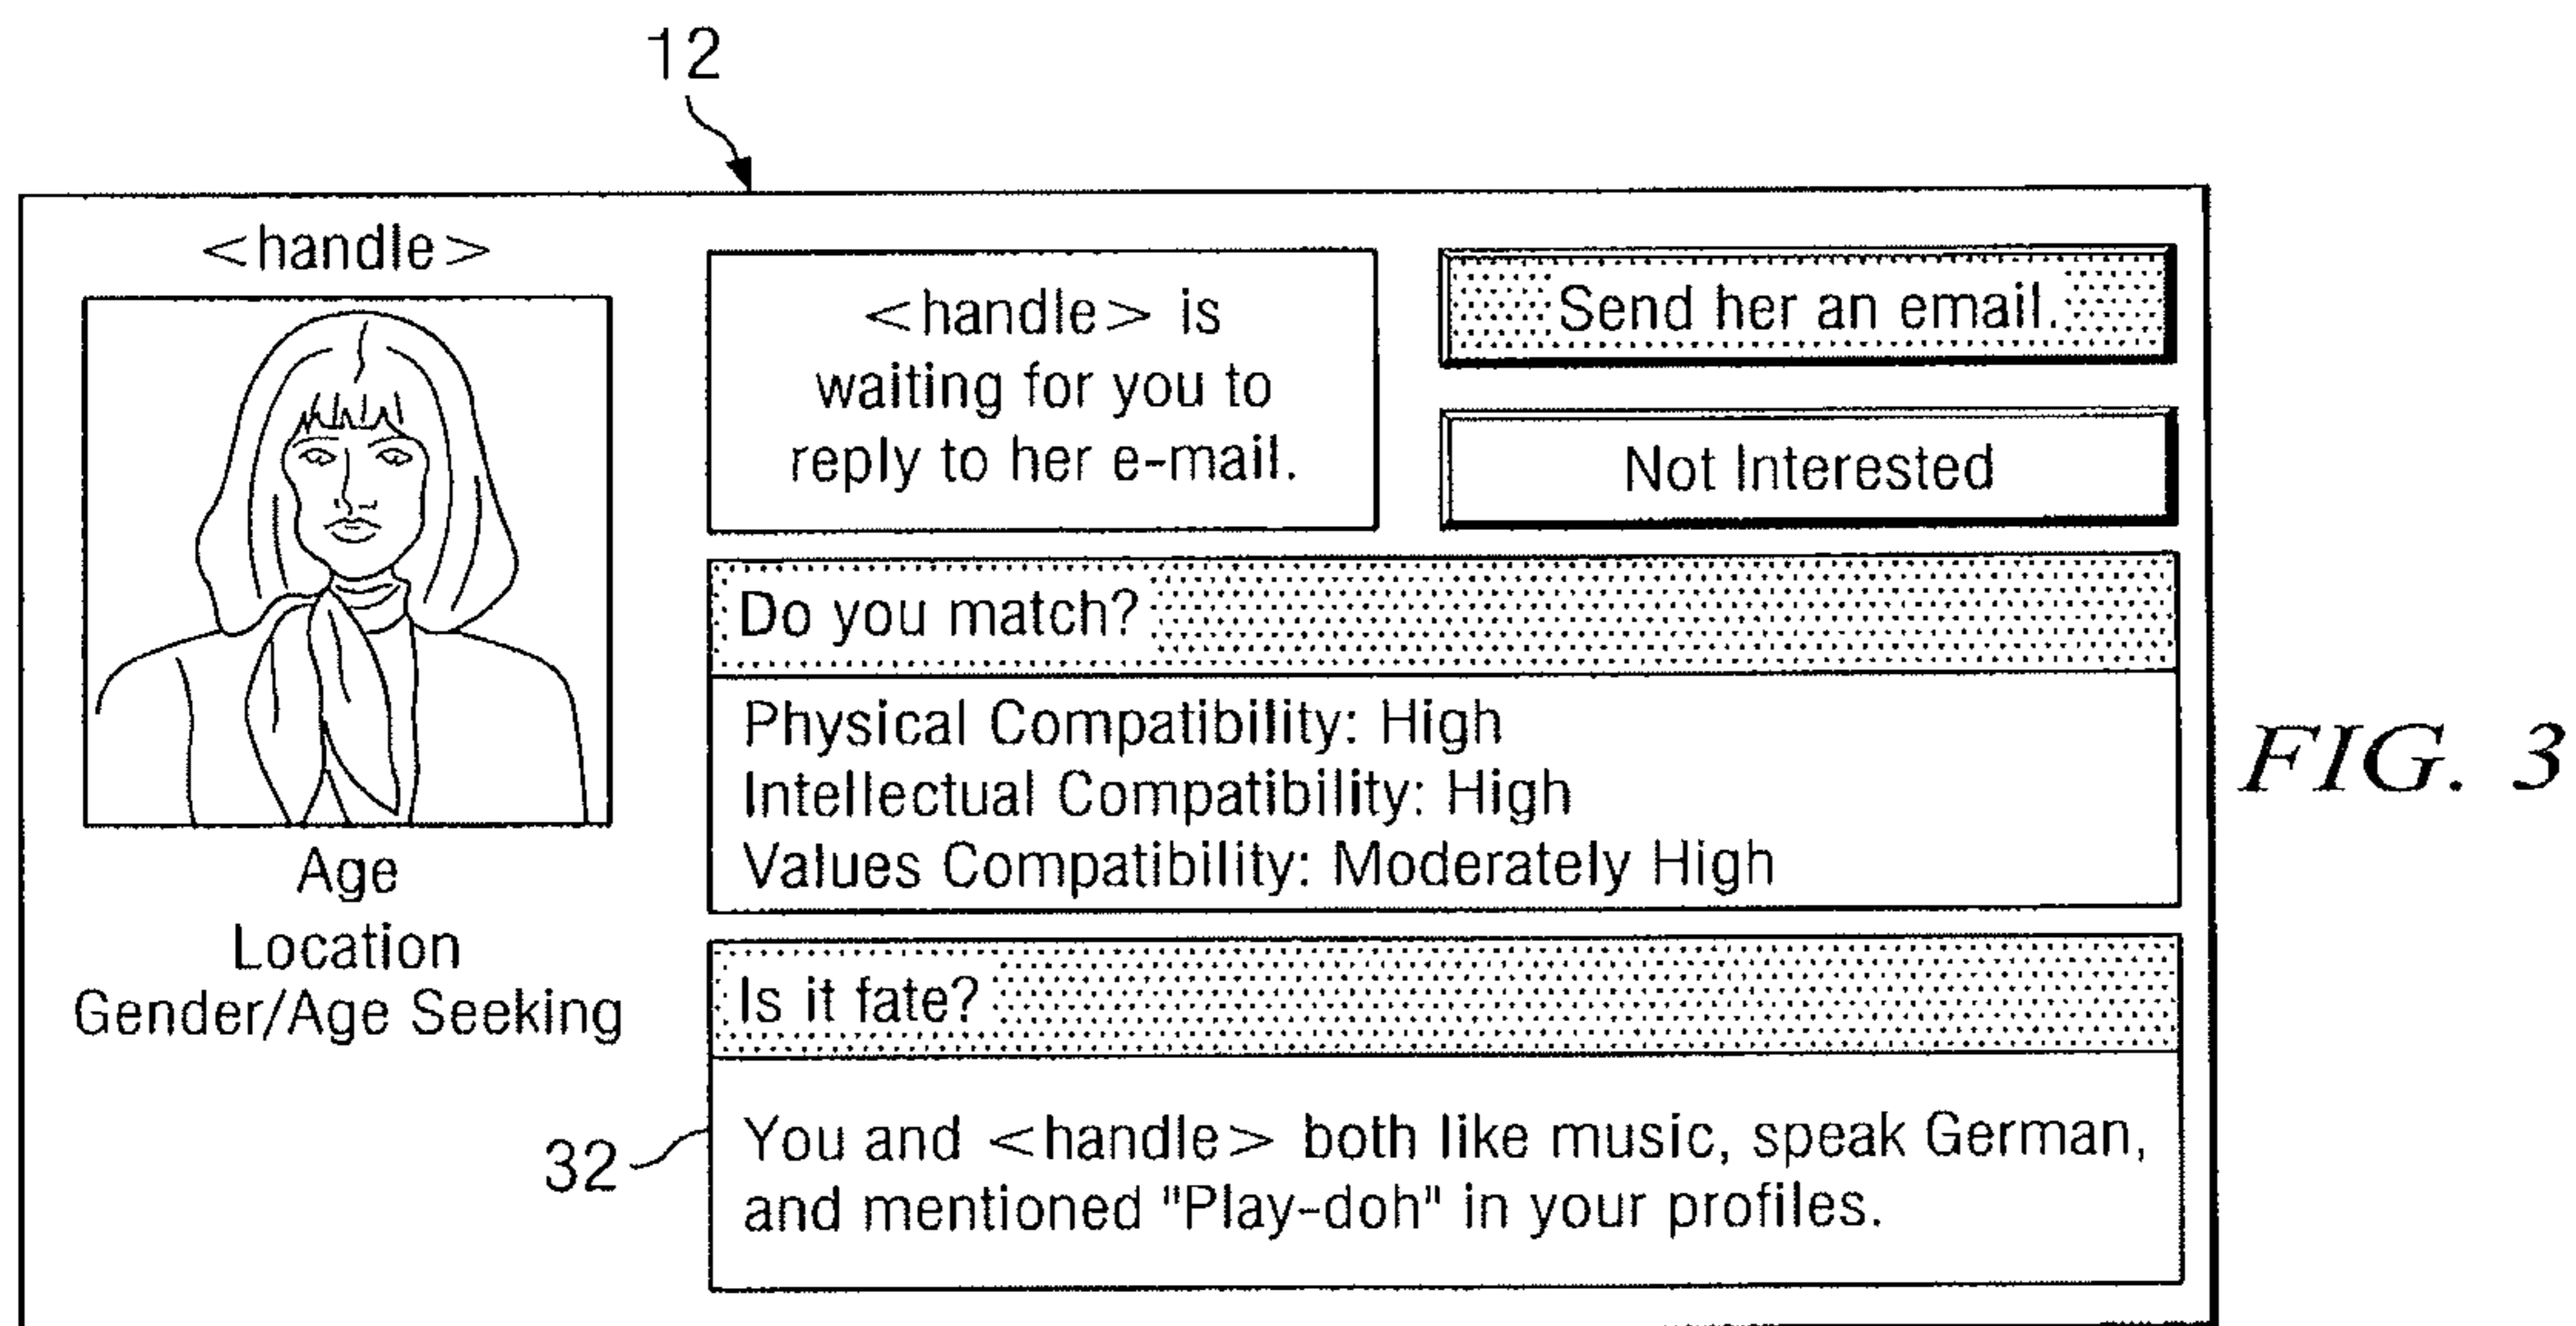 12
<handle>
Age
Location
Gender/Age Seeking
<handle> is
waiting for you to
reply to her e-mail.
Send her an email.
Not Interested
Do you match?
Physical Compatibility: High
Intellectual Compatibility: High
Values Compatibility: Moderately High
Is it fate?
32
You and <handle> both like music, speak German,
and mentioned "Play-doh" in your profiles.
FIG. 3